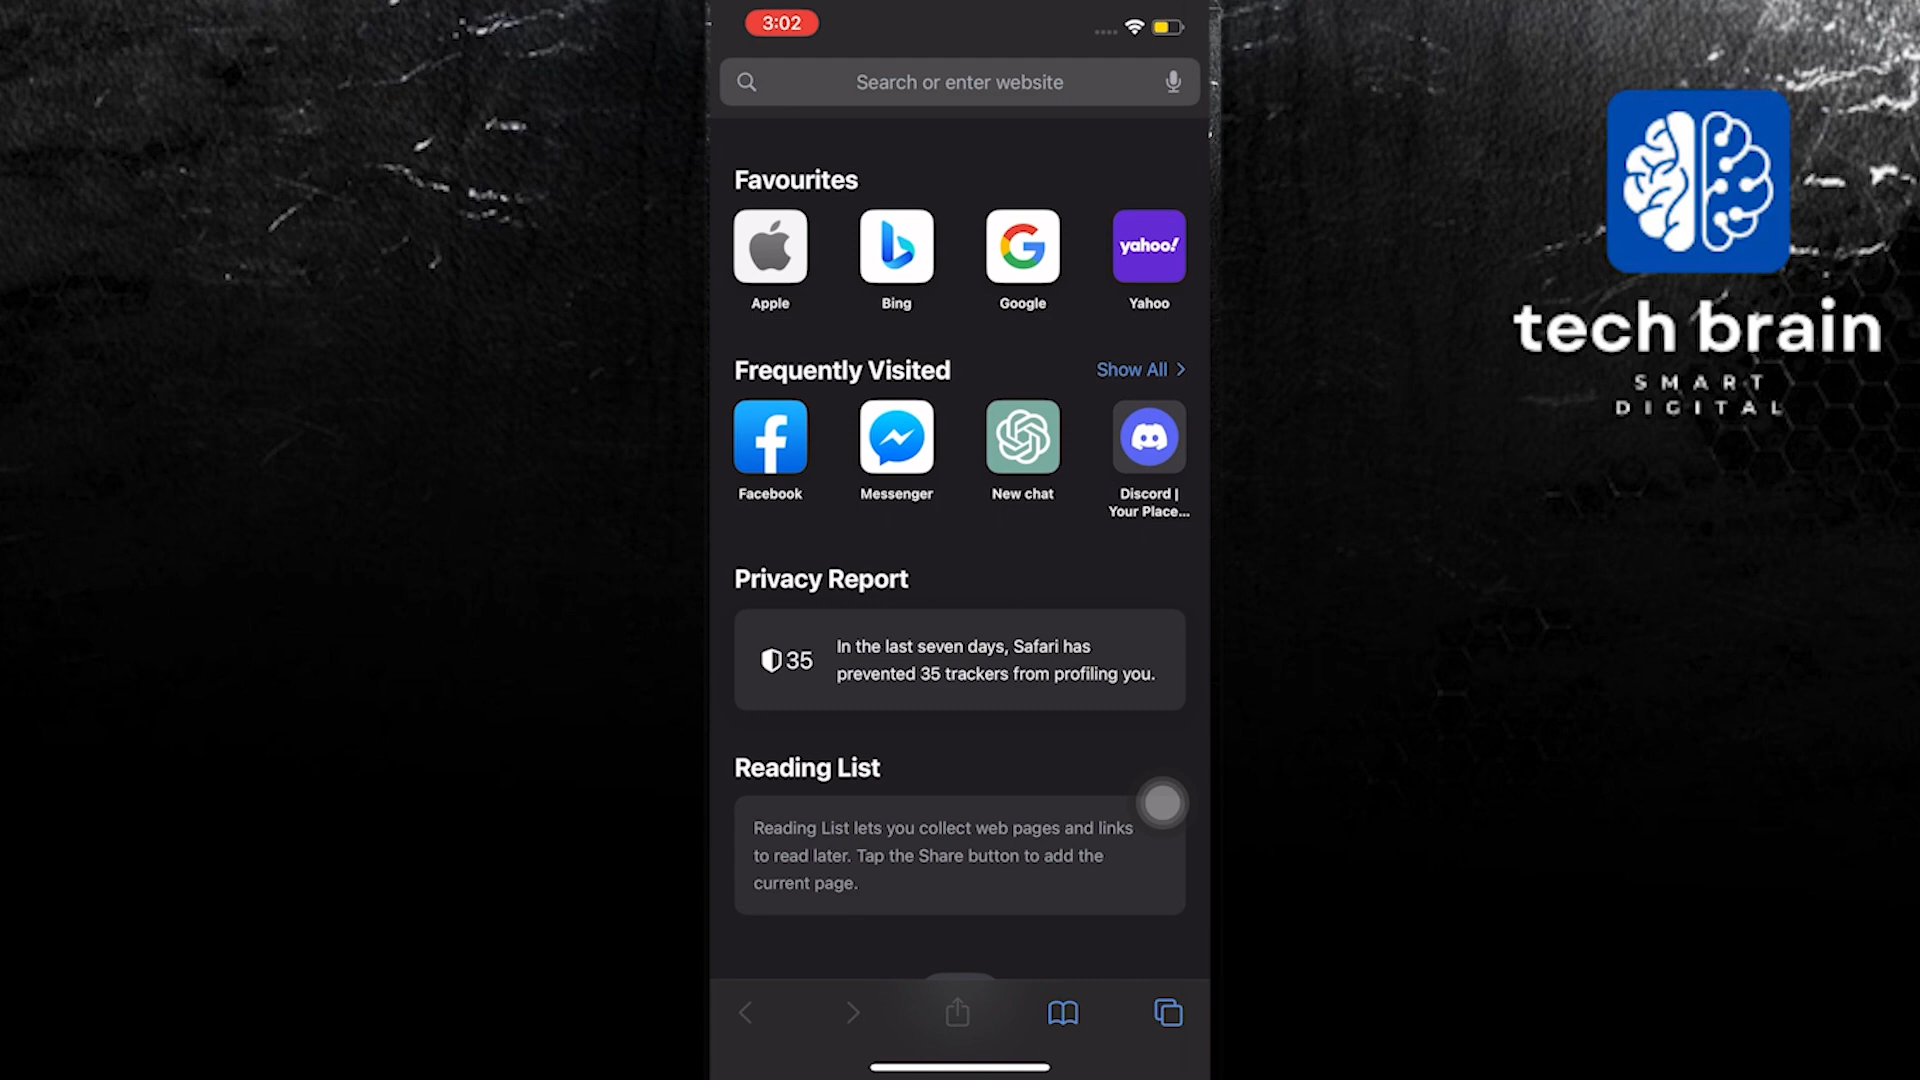 3:02
Search or enter website
Favourites
yahoo!
Apple
Bing
Google
Yahoo
Frequently Visited
Show All
Facebook
Messenger
New chat
Discord |
Your Place...
Privacy Report
35
In the last seven days, Safari has
prevented 35 trackers from profiling you.
Reading List
Reading List lets you collect web pages and links
to read later. Tap the Share button to add the
current page.
tech brain
SMART
DIGITAL